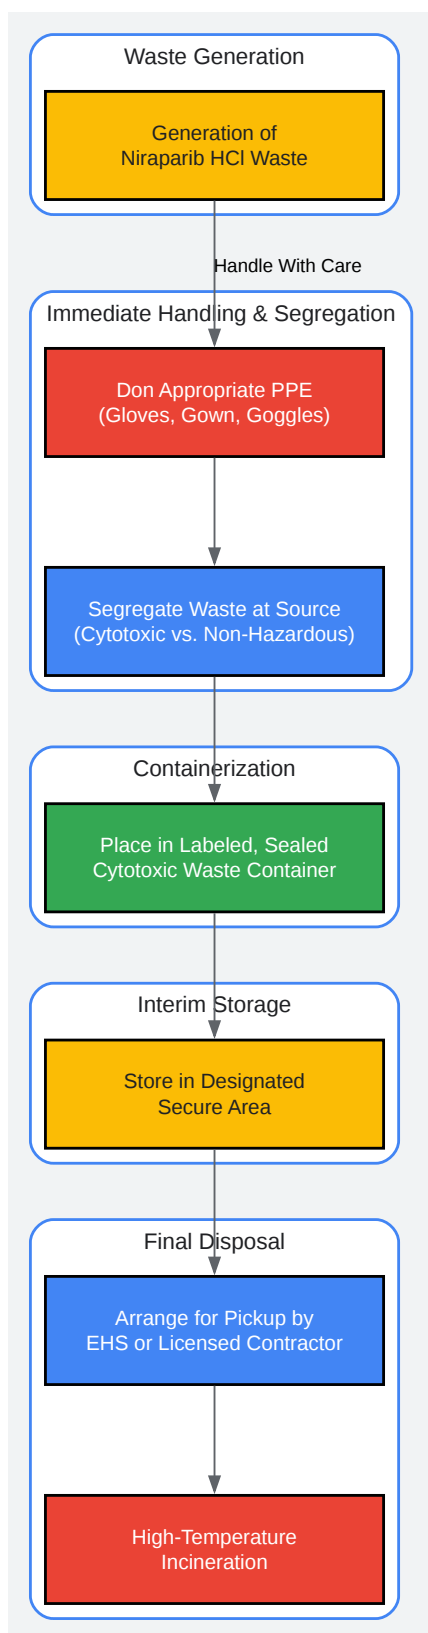 Waste Generation
Generation of
Niraparib HCl Waste
Handle With Care
Immediate Handling & Segregation
Don Appropriate PPE
(Gloves, Gown, Goggles)
Segregate Waste at Source
(Cytotoxic vs. Non-Hazardous)
Containerization
Place in Labeled, Sealed
Cytotoxic Waste Container
Interim Storage
Store in Designated
Secure Area
Final Disposal
Arrange for Pickup by
EHS or Licensed Contractor
High-Temperature
Incineration